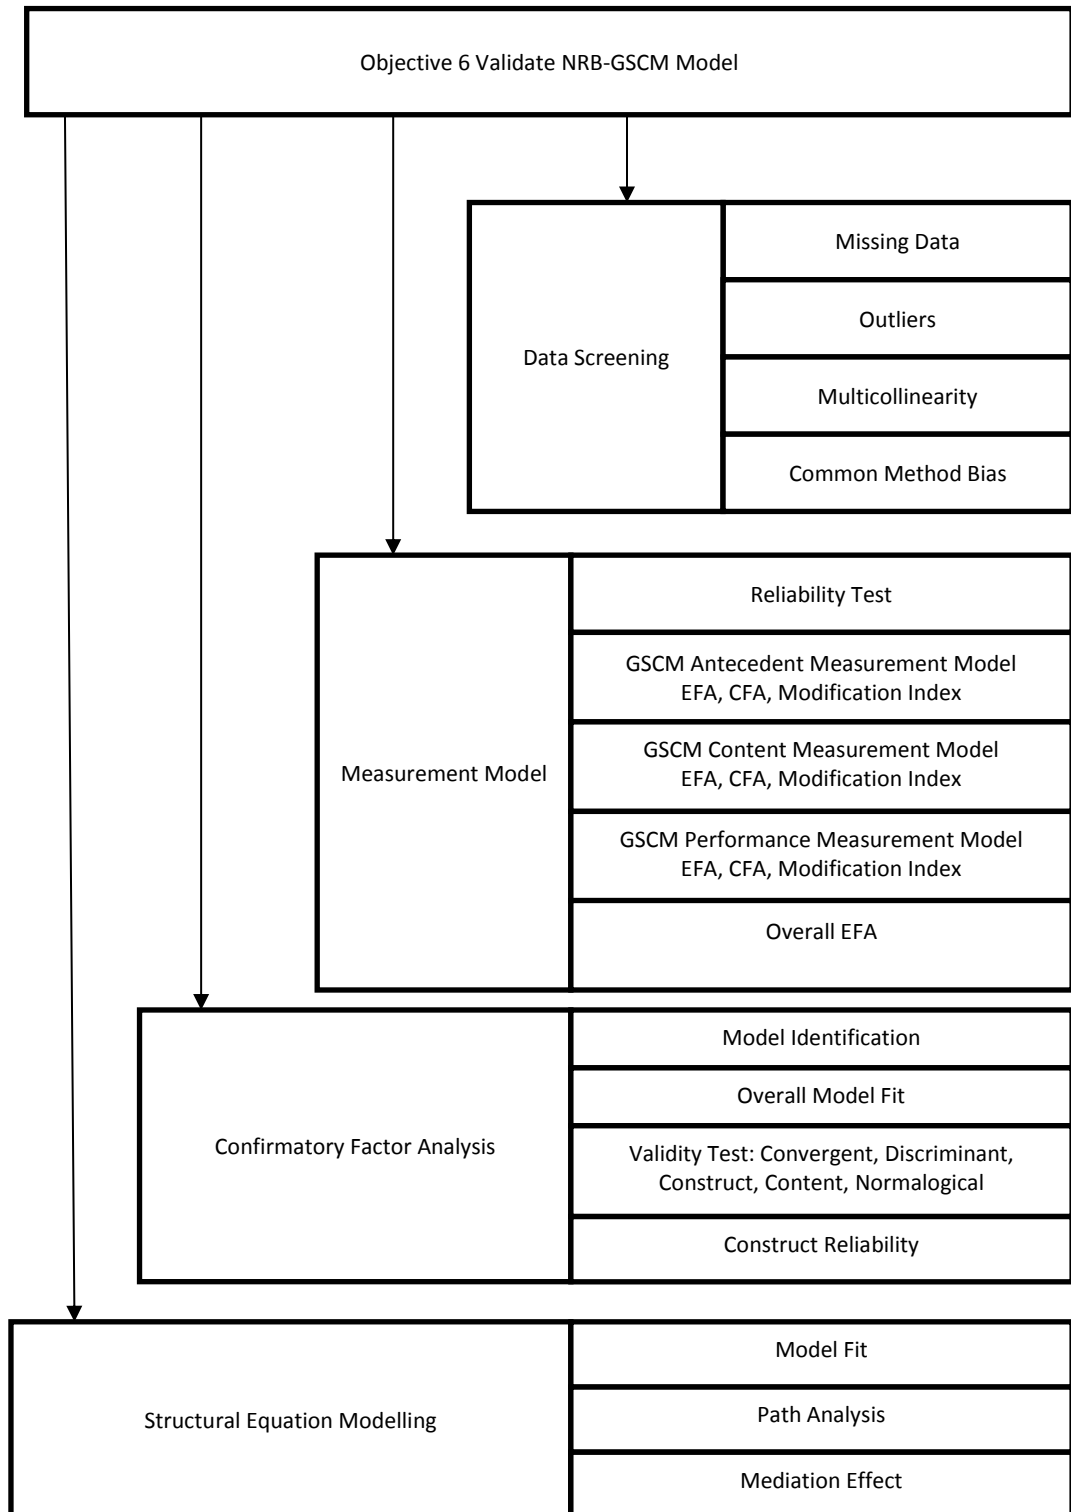 Objective 6 Validate NRB-GSCM Model
Data Screening
Missing Data
Outliers
Multicollinearity
Common Method Bias
Measurement Model
Reliability Test
GSCM Antecedent Measurement Model
EFA, CFA, Modification Index
GSCM Content Measurement Model
EFA, CFA, Modification Index
GSCM Performance Measurement Model
EFA, CFA, Modification Index
Overall EFA
Confirmatory Factor Analysis
Model Identification
Overall Model Fit
Validity Test: Convergent, Discriminant,
Construct, Content, Normalogical
Construct Reliability
Structural Equation Modelling
Model Fit
Path Analysis
Mediation Effect